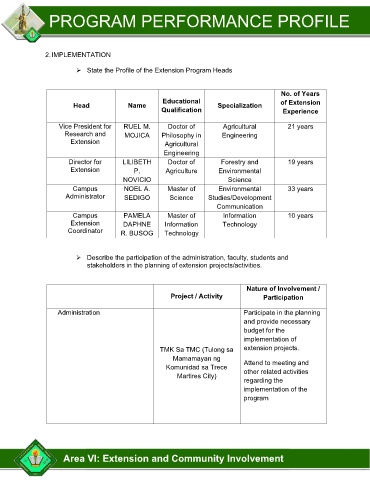 PROGRAM PERFORMANCE PROFILE
2. IMPLEMENTATION
➢ State the Profile of the Extension Program Heads
Head Name Educational Qualification Specialization No. of Years of Extension Experience
Vice President for Research and Extension RUEL M. MOJICA Doctor of Philosophy in Agricultural Engineering Agricultural Engineering 21 years
Director for Extension LILIBETH P. NOVICIO Doctor of Agriculture Forestry and Environmental Science 19 years
Campus Administrator NOEL A. SEDIGO Master of Science Environmental Studies/Development Communication 33 years
Campus Extension Coordinator PAMELA DAPHNE R. BUSOG Master of Information Technology Information Technology 10 years
➢ Describe the participation of the administration, faculty, students and
stakeholders in the planning of extension projects/activities.
Project / Activity Nature of Involvement / Participation
Administration
TMK Sa TMC (Tulong sa
Mamamayan ng
Komunidad sa Trece
Martires City)
Participate in the planning
and provide necessary
budget for the
implementation of
extension projects.
Attend to meeting and
other related activities
regarding the
implementation of the
program
Area VI: Extension and Community Involvement